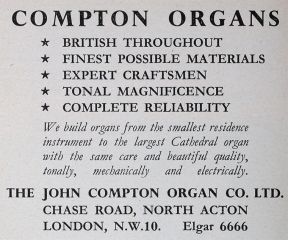 COMPTON ORGANS
★ BRITISH THROUGHOUT
★ FINEST POSSIBLE MATERIALS
★ EXPERT CRAFTSMEN
★ TONAL MAGNIFICENCE
★ COMPLETE RELIABILITY
We build organs from the smallest residence
instrument to the largest Cathedral organ
with the same care and beautiful quality,
tonally, mechanically and electrically.
THE JOHN COMPTON ORGAN CO. LTD.
CHASE ROAD, NORTH ACTON
LONDON, N.W.10. Elgar 6666